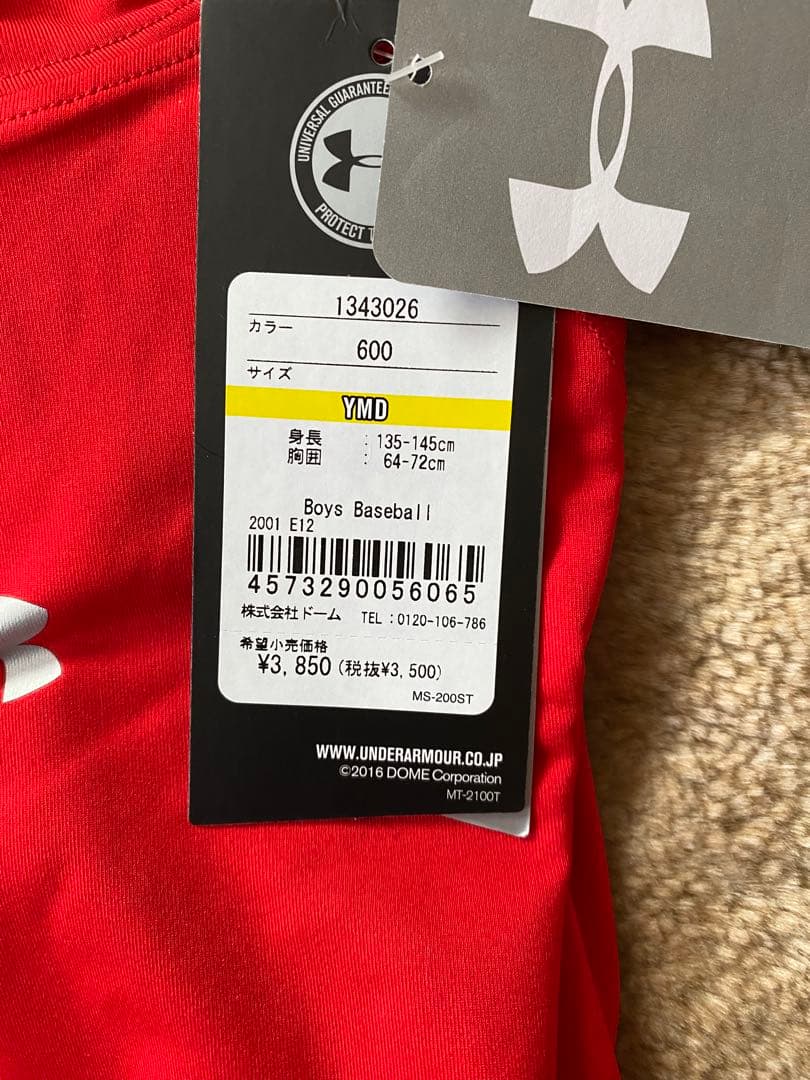 UNIVERSAL GUARANTEE
PROTECT
1343026
カラー
600
サイズ
YMD
身長 : 135-145cm
胸囲 : 64-72cm
Boys Baseball
2001 E12
4573290056065
株式会社ドーム TEL:0120-106-786
希望小売価格
¥3,850(税抜¥3,500)
MS-200ST
WWW.UNDERARMOUR.CO.JP
©2016 DOME Corporation
MT-2100T